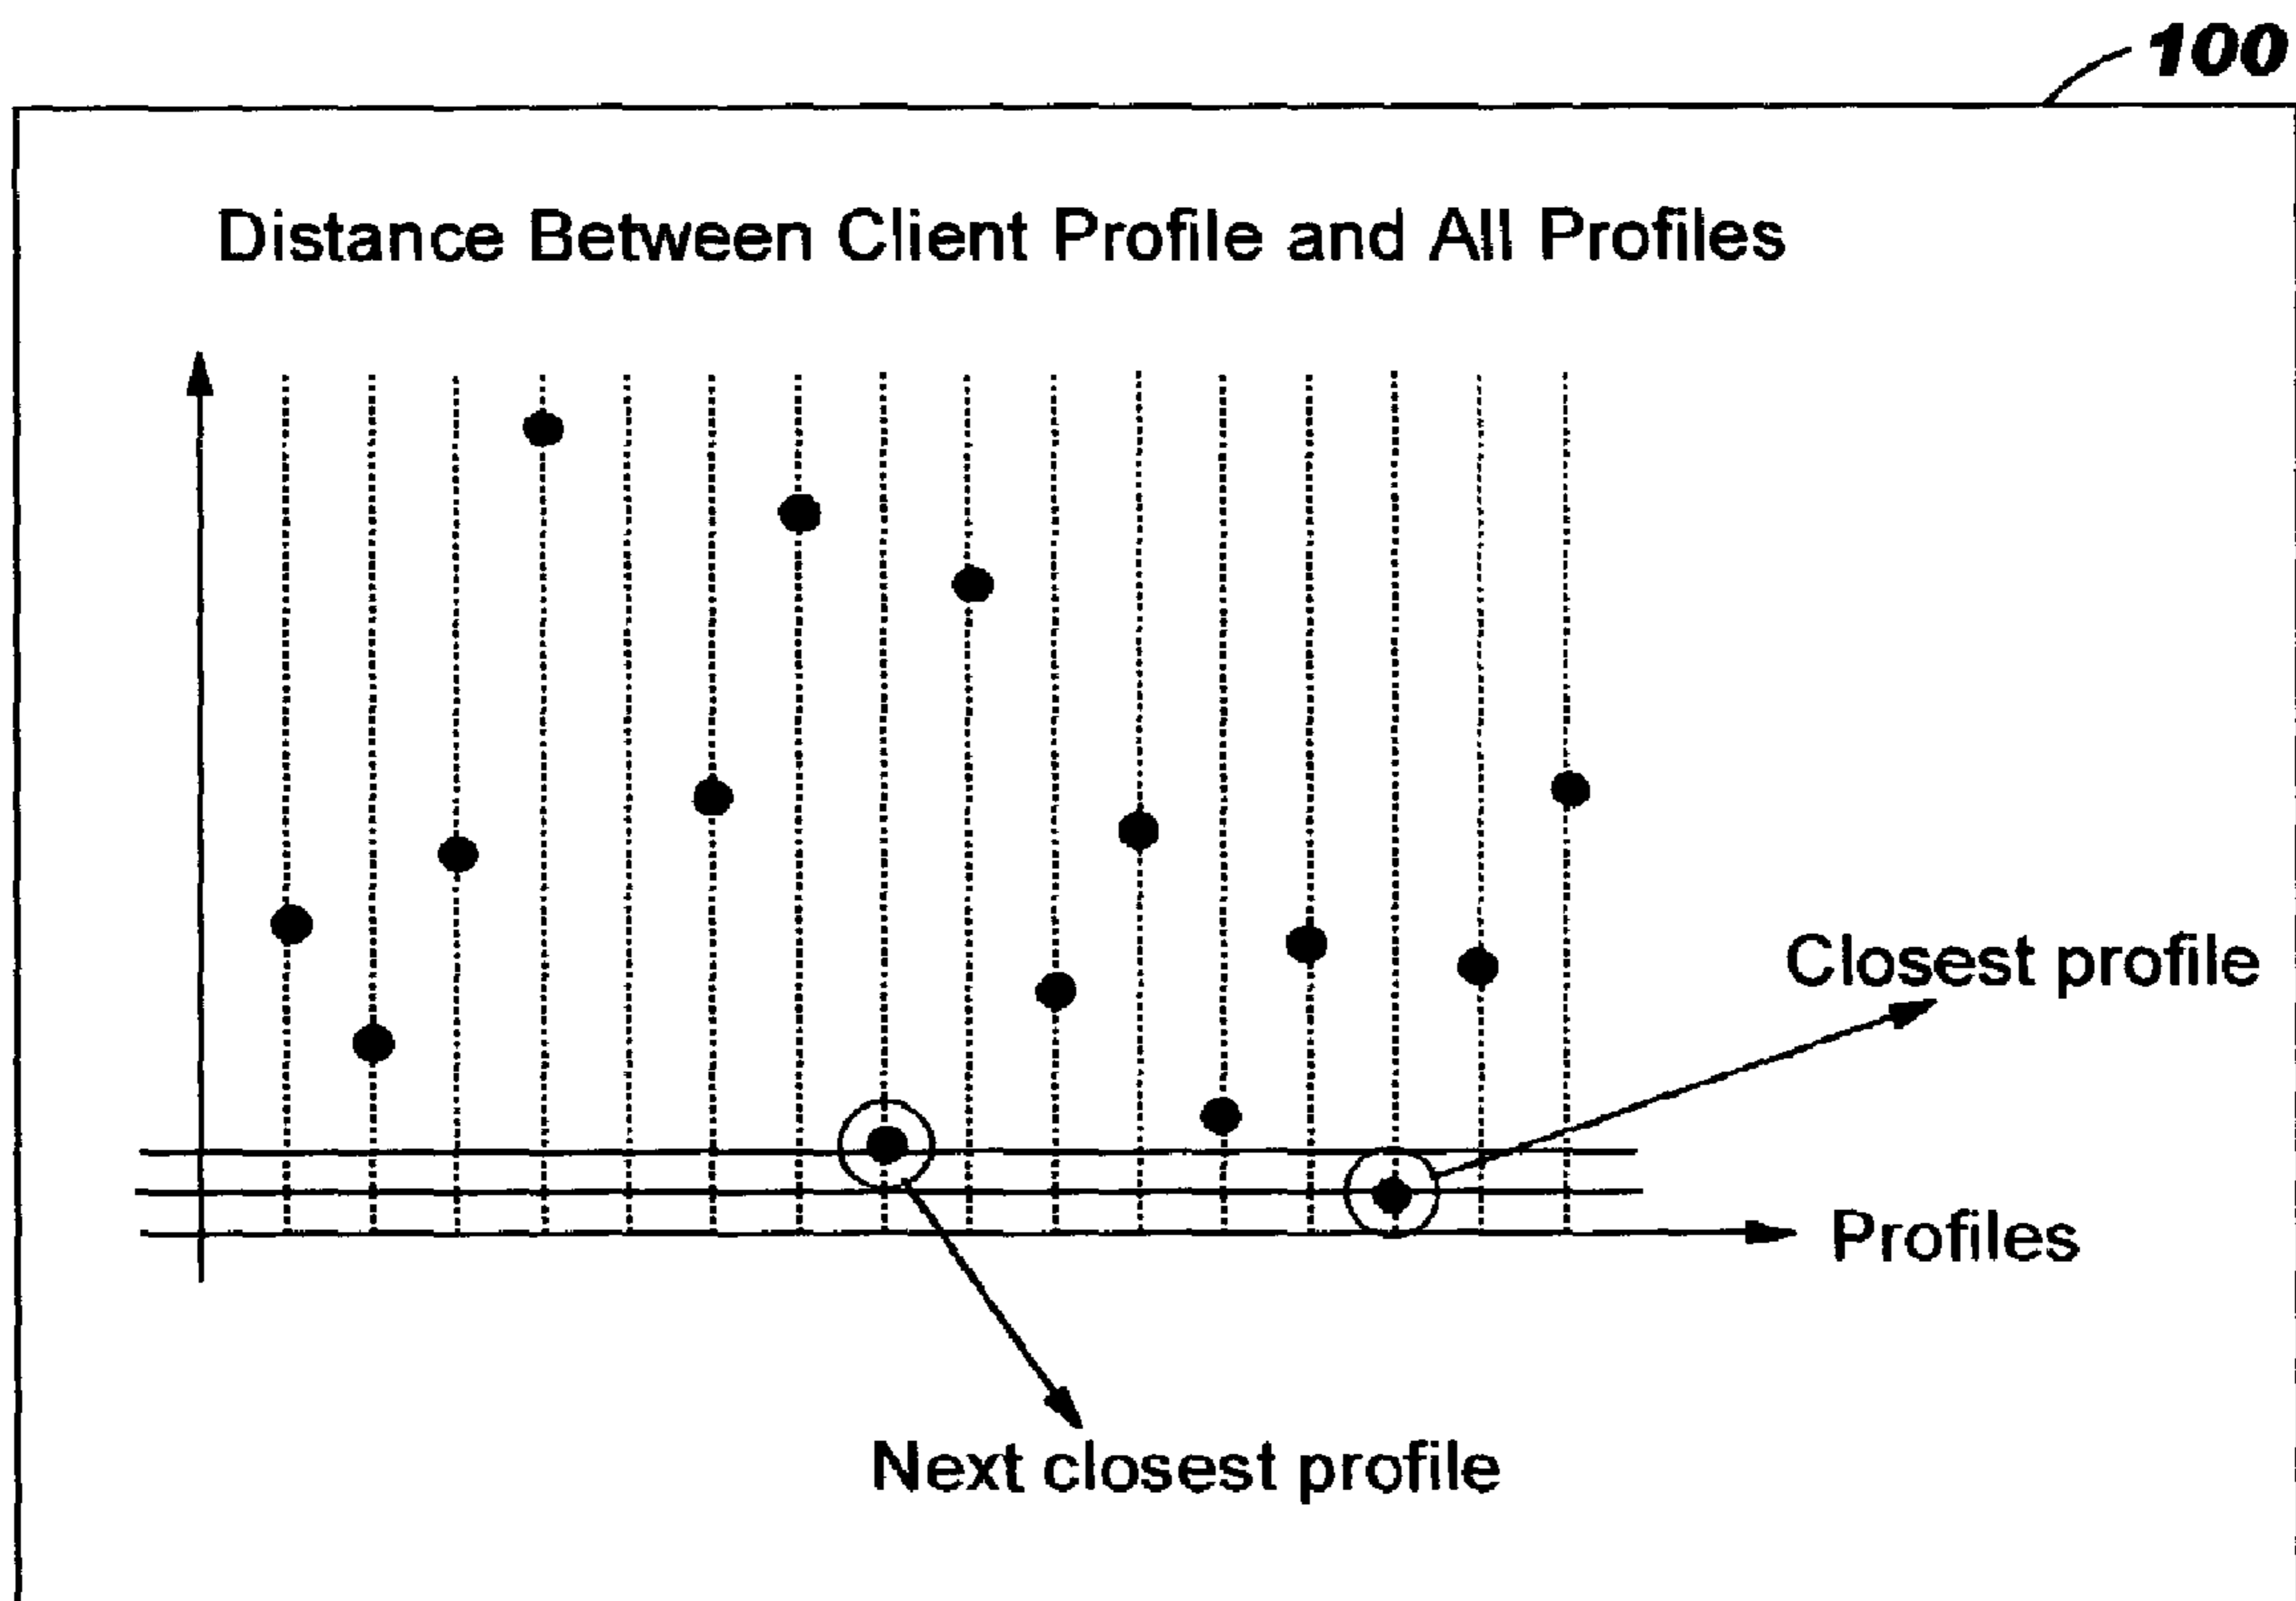 100
Distance Between Client Profile and All Profiles
Closest profile
Profiles
Next closest profile